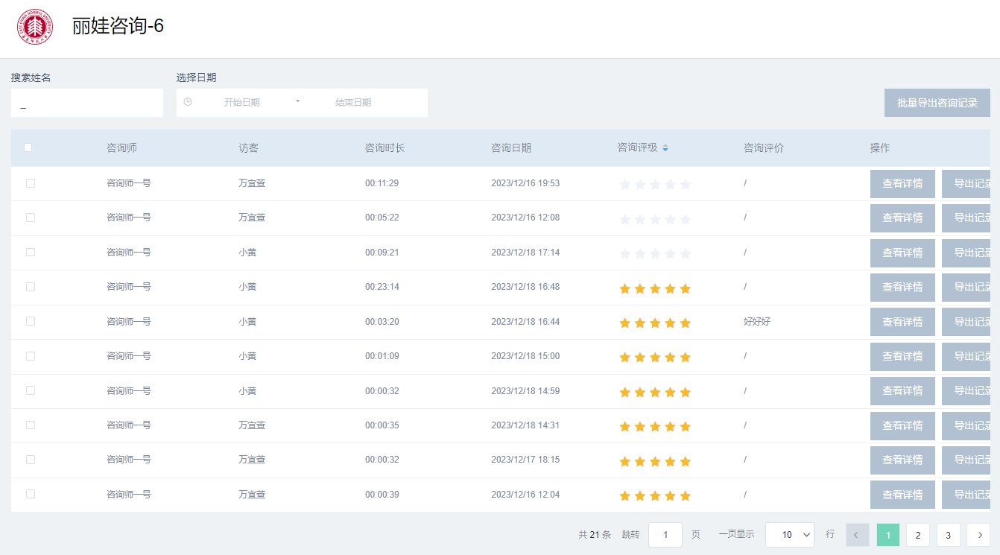 丽娃咨询-6
搜索姓名 选择日期
_ 开始日期 - 结束日期 批量导出咨询记录
咨询师 访客 咨询时长 咨询日期 咨询评级 咨询评价 操作
咨询师一号 万宜萱 00:11:29 2023/12/16 19:53 / 查看详情 导出记录
咨询师一号 万宜萱 00:05:22 2023/12/16 12:08 / 查看详情 导出记录
咨询师一号 小黄 00:09:21 2023/12/18 17:14 / 查看详情 导出记录
咨询师一号 小黄 00:23:14 2023/12/18 16:48 / 查看详情 导出记录
咨询师一号 小黄 00:03:20 2023/12/18 16:44 好好好 查看详情 导出记录
咨询师一号 小黄 00:01:09 2023/12/18 15:00 / 查看详情 导出记录
咨询师一号 小黄 00:00:32 2023/12/18 14:59 / 查看详情 导出记录
咨询师一号 万宜萱 00:00:35 2023/12/18 14:31 / 查看详情 导出记录
咨询师一号 万宜萱 00:00:32 2023/12/17 18:15 / 查看详情 导出记录
咨询师一号 万宜萱 00:00:39 2023/12/16 12:04 / 查看详情 导出记录
共 21 条 跳转 1 页 一页显示 10 行 1 2 3